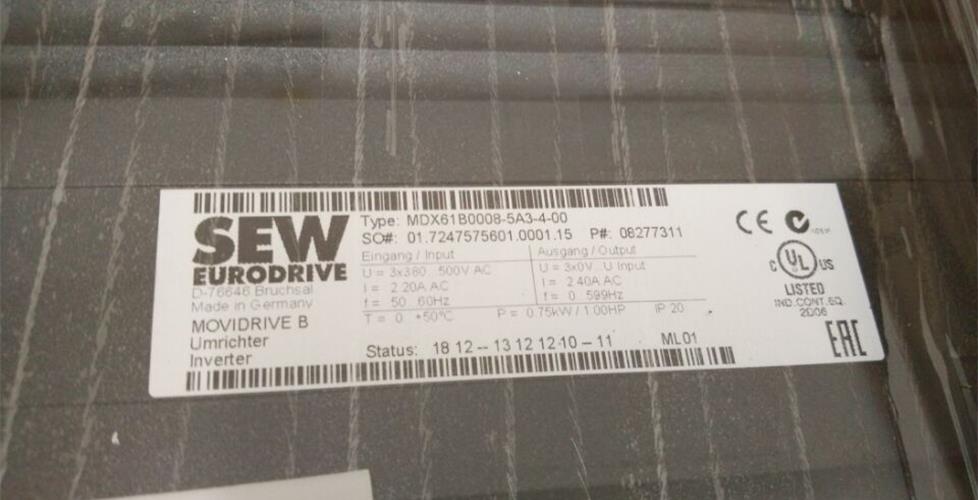 SEW
EURODRIVE
D-76646 Bruchsal
Made in Germany
MOVIDRIVE B
Umrichter
Inverter
Type: MDX61B0008-5A3-4-00
SO#: 01.7247575601.0001.15 P#: 08277311
Eingang / Input
U = 3x380...500V AC
I = 2.20A AC
f = 50...60Hz
T = 0...+50°C
Ausgang / Output
U = 3x0V...U Input
I = 2.40A AC
f = 0...599Hz
P = 0.75kW / 1.00HP IP 20
Status: 18 12 -- 13 12 12 10 -- 11 ML01
CE
C UL US
LISTED
IND.CONT.EQ.
2D06
EAC